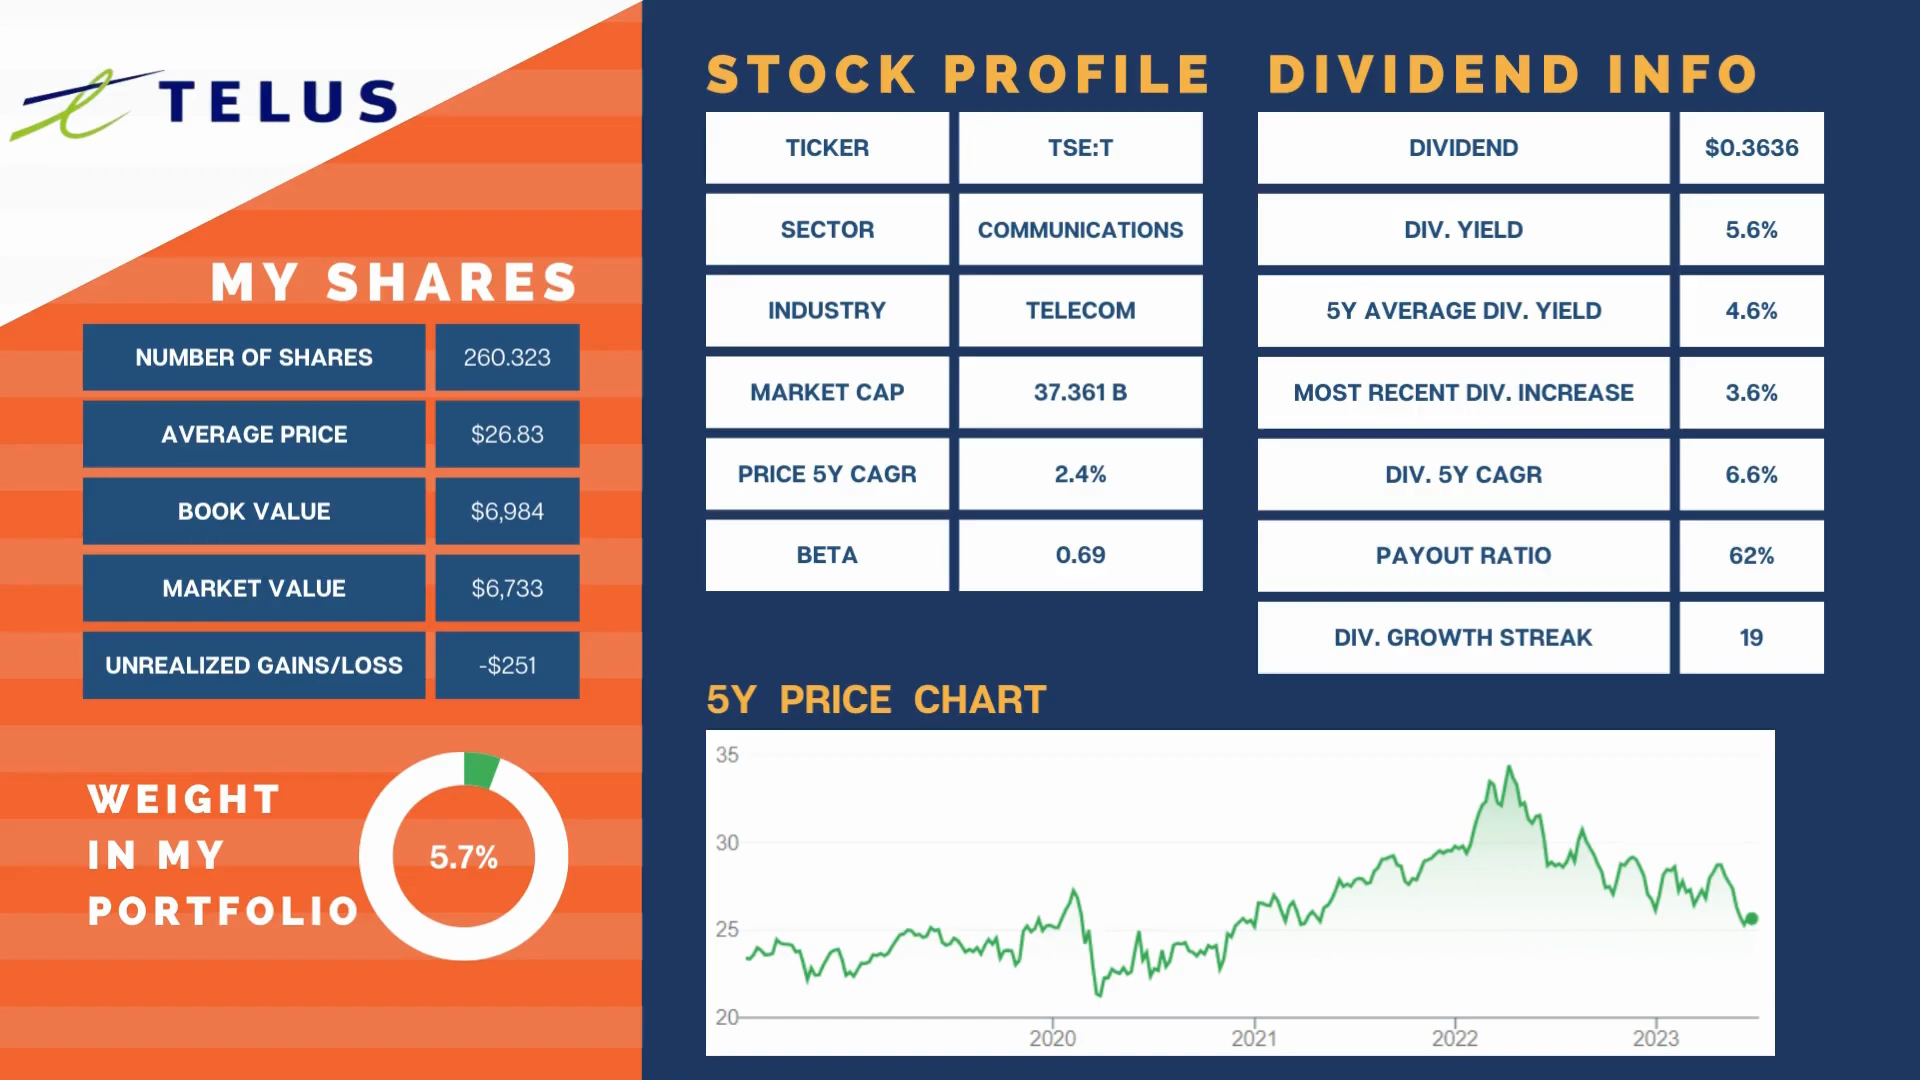 TELUS
MY SHARES
NUMBER OF SHARES 260.323
AVERAGE PRICE $26.83
BOOK VALUE $6,984
MARKET VALUE $6,733
UNREALIZED GAINS/LOSS -$251
WEIGHT
IN MY
PORTFOLIO
5.7%
STOCK PROFILE
TICKER TSE:T
SECTOR COMMUNICATIONS
INDUSTRY TELECOM
MARKET CAP 37.361 B
PRICE 5Y CAGR 2.4%
BETA 0.69
DIVIDEND INFO
DIVIDEND $0.3636
DIV. YIELD 5.6%
5Y AVERAGE DIV. YIELD 4.6%
MOST RECENT DIV. INCREASE 3.6%
DIV. 5Y CAGR 6.6%
PAYOUT RATIO 62%
DIV. GROWTH STREAK 19
5Y PRICE CHART
35
30
25
20
2020 2021 2022 2023